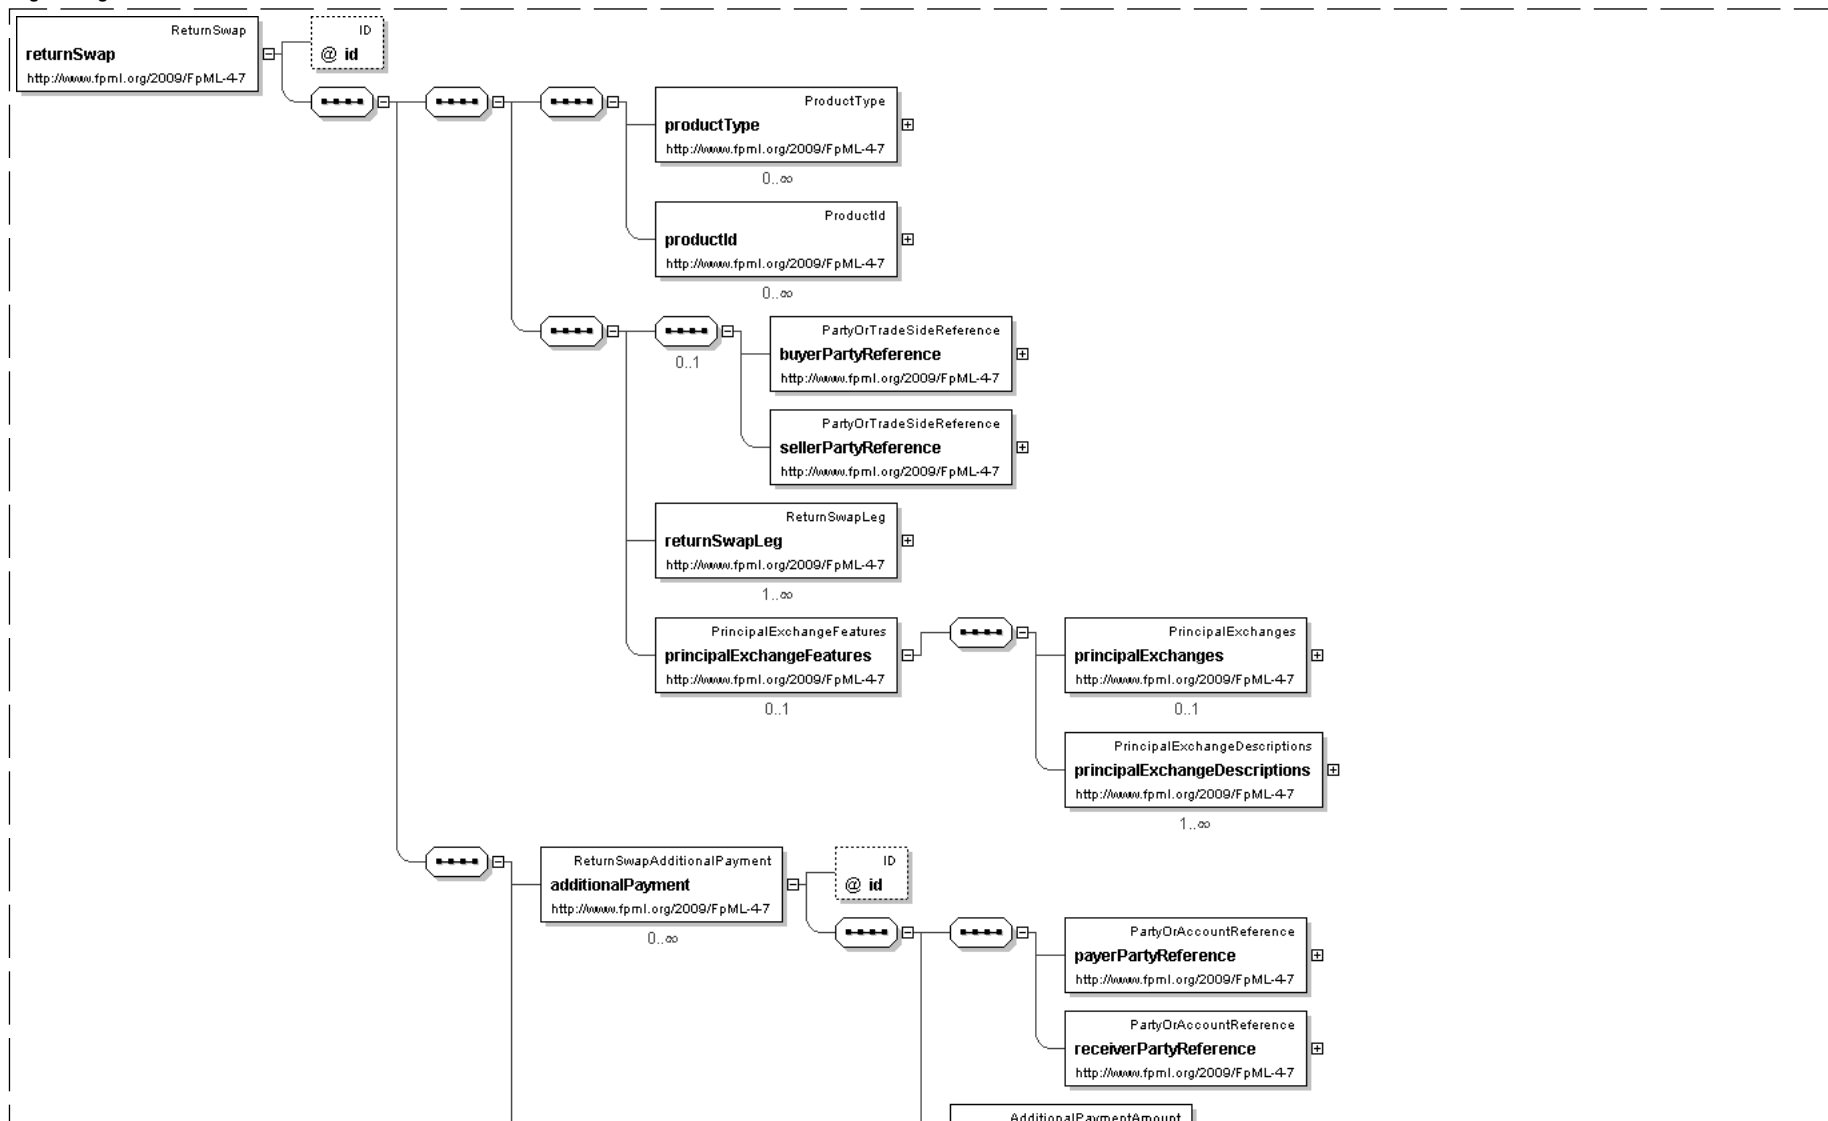 ReturnSwap
returnSwap
http://www.fpml.org/2009/FpML-4-7
ID
@ id
ProductType
productType
http://www.fpml.org/2009/FpML-4-7
0..∞
ProductId
productId
http://www.fpml.org/2009/FpML-4-7
0..∞
PartyOrTradeSideReference
buyerPartyReference
http://www.fpml.org/2009/FpML-4-7
0..1
PartyOrTradeSideReference
sellerPartyReference
http://www.fpml.org/2009/FpML-4-7
ReturnSwapLeg
returnSwapLeg
http://www.fpml.org/2009/FpML-4-7
1..∞
PrincipalExchangeFeatures
principalExchangeFeatures
http://www.fpml.org/2009/FpML-4-7
0..1
PrincipalExchanges
principalExchanges
http://www.fpml.org/2009/FpML-4-7
0..1
PrincipalExchangeDescriptions
principalExchangeDescriptions
http://www.fpml.org/2009/FpML-4-7
1..∞
ReturnSwapAdditionalPayment
additionalPayment
http://www.fpml.org/2009/FpML-4-7
0..∞
ID
@ id
PartyOrAccountReference
payerPartyReference
http://www.fpml.org/2009/FpML-4-7
PartyOrAccountReference
receiverPartyReference
http://www.fpml.org/2009/FpML-4-7
AdditionalPaymentAmount